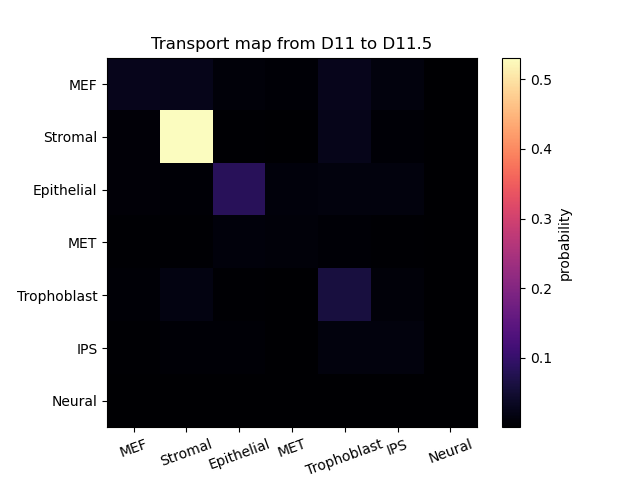 Transport map from D11 to D11.5
MEF
Stromal
Epithelial
MET
Trophoblast
IPS
Neural
MEF
Stromal
Epithelial
MET
Trophoblast
IPS
Neural
0.5
0.4
0.3
0.2
0.1
probability